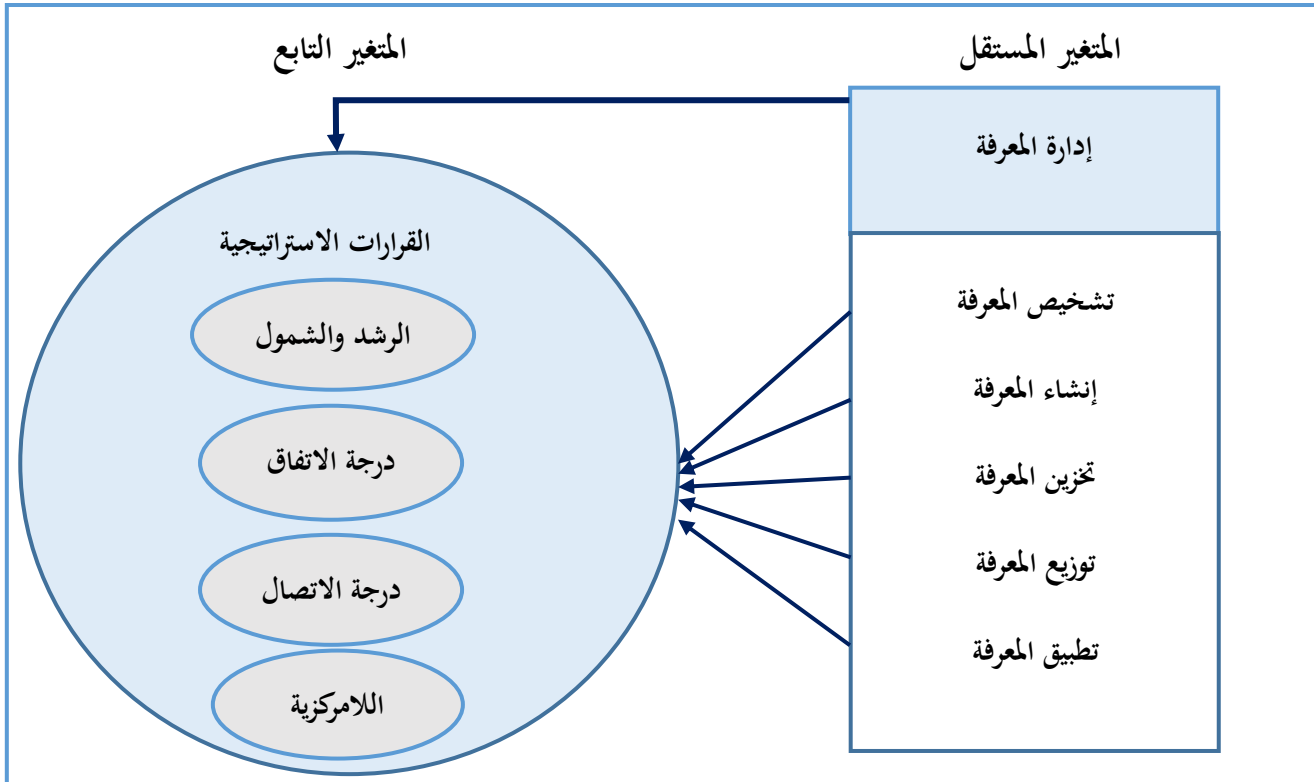 المتغير المستقل
المتغير التابع
إدارة المعرفة
تشخيص المعرفة
إنشاء المعرفة
تخزين المعرفة
توزيع المعرفة
تطبيق المعرفة
القرارات الاستراتيجية
الرشد والشمول
درجة الاتفاق
درجة الاتصال
اللامركزية